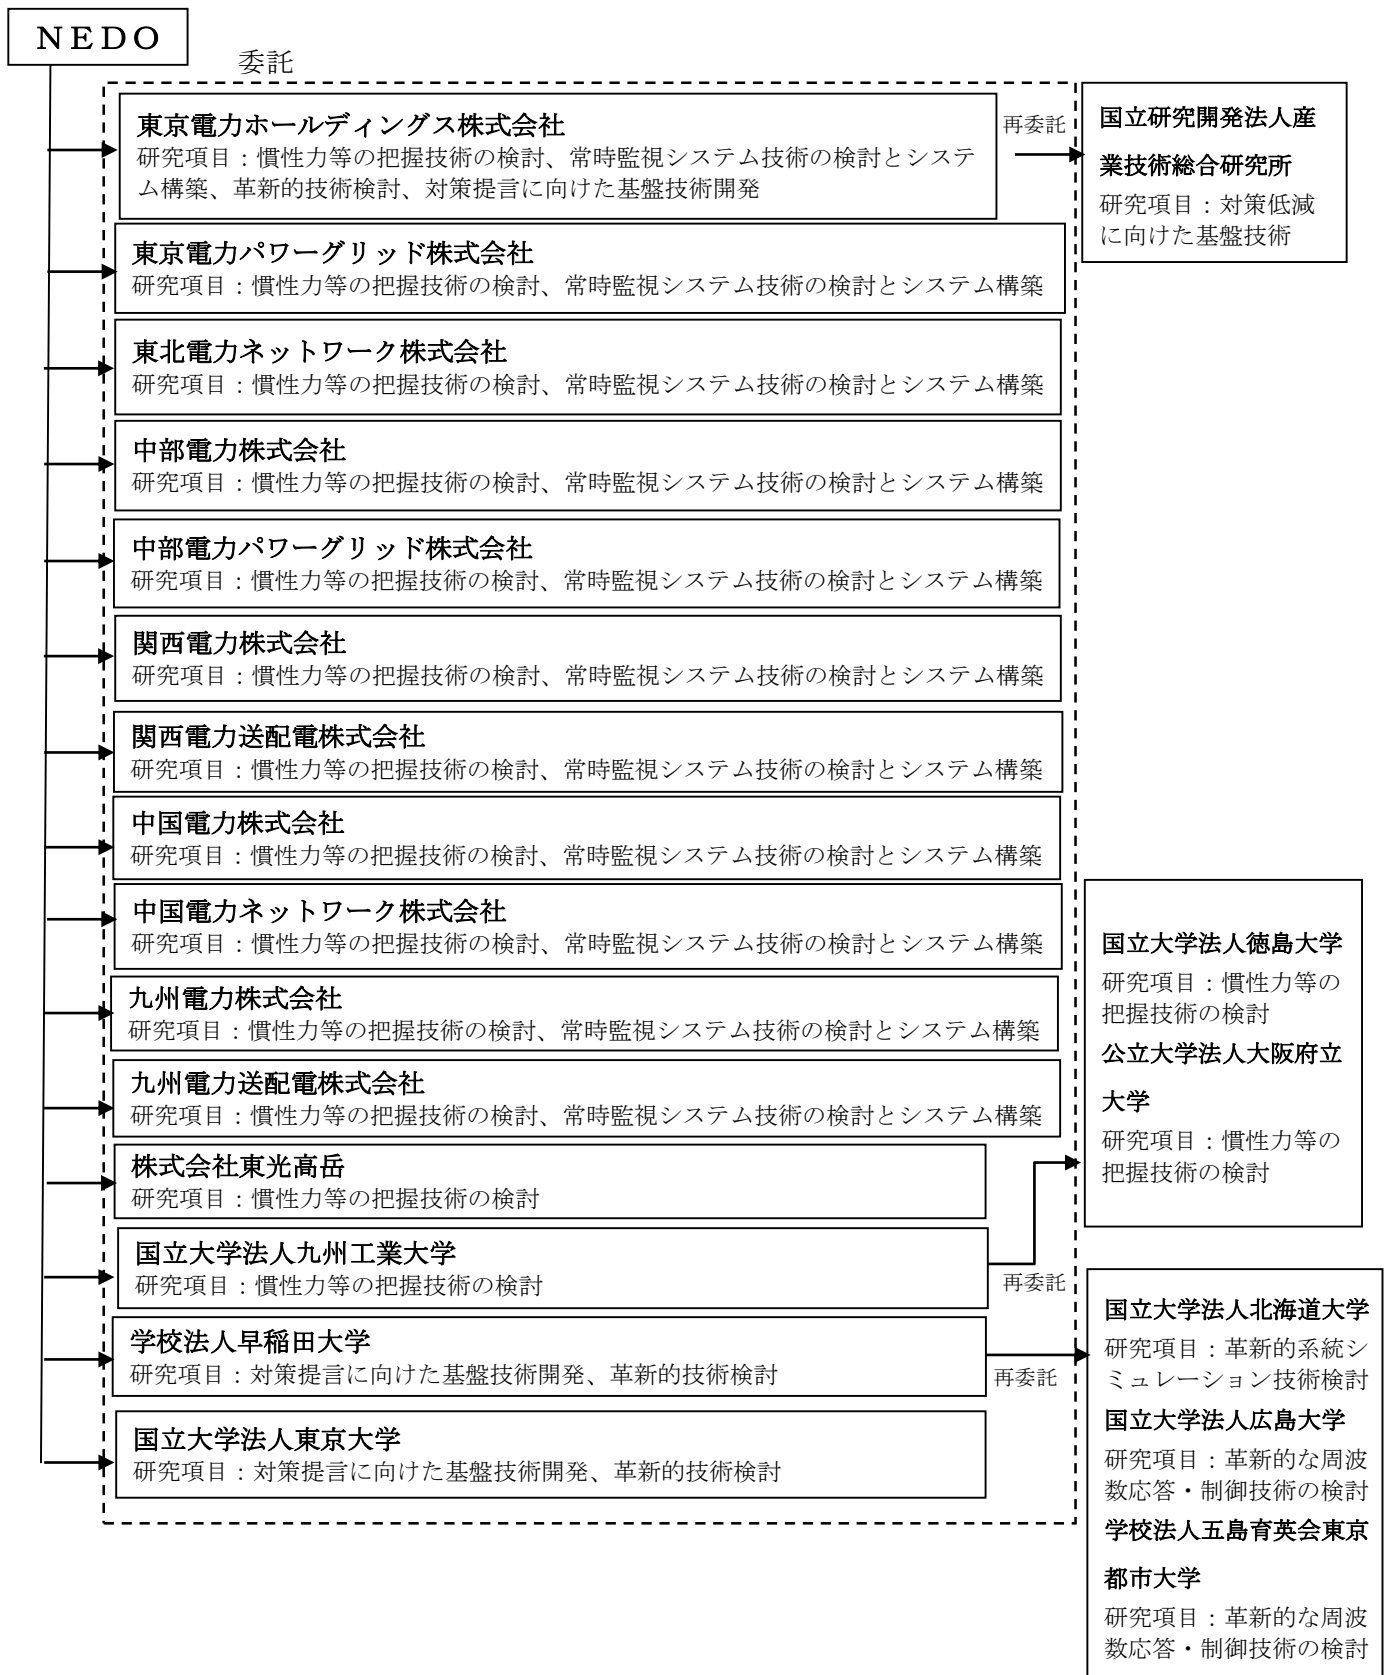 NEDO
委託
東京電力ホールディングス株式会社
研究項目：慣性力等の把握技術の検討、常時監視システム技術の検討とシステ
ム構築、革新的技術検討、対策提言に向けた基盤技術開発
再委託
国立研究開発法人産
業技術総合研究所
研究項目：対策低減
に向けた基盤技術
東京電力パワーグリッド株式会社
研究項目：慣性力等の把握技術の検討、常時監視システム技術の検討とシステム構築
東北電力ネットワーク株式会社
研究項目：慣性力等の把握技術の検討、常時監視システム技術の検討とシステム構築
中部電力株式会社
研究項目：慣性力等の把握技術の検討、常時監視システム技術の検討とシステム構築
中部電力パワーグリッド株式会社
研究項目：慣性力等の把握技術の検討、常時監視システム技術の検討とシステム構築
関西電力株式会社
研究項目：慣性力等の把握技術の検討、常時監視システム技術の検討とシステム構築
関西電力送配電株式会社
研究項目：慣性力等の把握技術の検討、常時監視システム技術の検討とシステム構築
中国電力株式会社
研究項目：慣性力等の把握技術の検討、常時監視システム技術の検討とシステム構築
中国電力ネットワーク株式会社
研究項目：慣性力等の把握技術の検討、常時監視システム技術の検討とシステム構築
九州電力株式会社
研究項目：慣性力等の把握技術の検討、常時監視システム技術の検討とシステム構築
九州電力送配電株式会社
研究項目：慣性力等の把握技術の検討、常時監視システム技術の検討とシステム構築
株式会社東光高岳
研究項目：慣性力等の把握技術の検討
国立大学法人九州工業大学
研究項目：慣性力等の把握技術の検討
再委託
国立大学法人徳島大学
研究項目：慣性力等の
把握技術の検討
公立大学法人大阪府立
大学
研究項目：慣性力等の
把握技術の検討
学校法人早稲田大学
研究項目：対策提言に向けた基盤技術開発、革新的技術検討
再委託
国立大学法人北海道大学
研究項目：革新的系統シ
ミュレーション技術検討
国立大学法人広島大学
研究項目：革新的な周波
数応答・制御技術の検討
学校法人五島育英会東京
都市大学
研究項目：革新的な周波
数応答・制御技術の検討
国立大学法人東京大学
研究項目：対策提言に向けた基盤技術開発、革新的技術検討